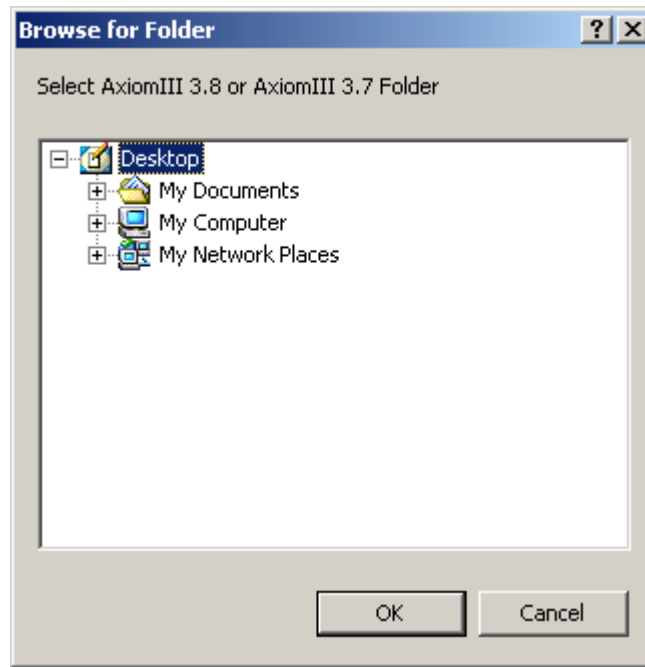 Browse for Folder
Select AxiomIII 3.8 or AxiomIII 3.7 Folder
Desktop
My Documents
My Computer
My Network Places
OK Cancel